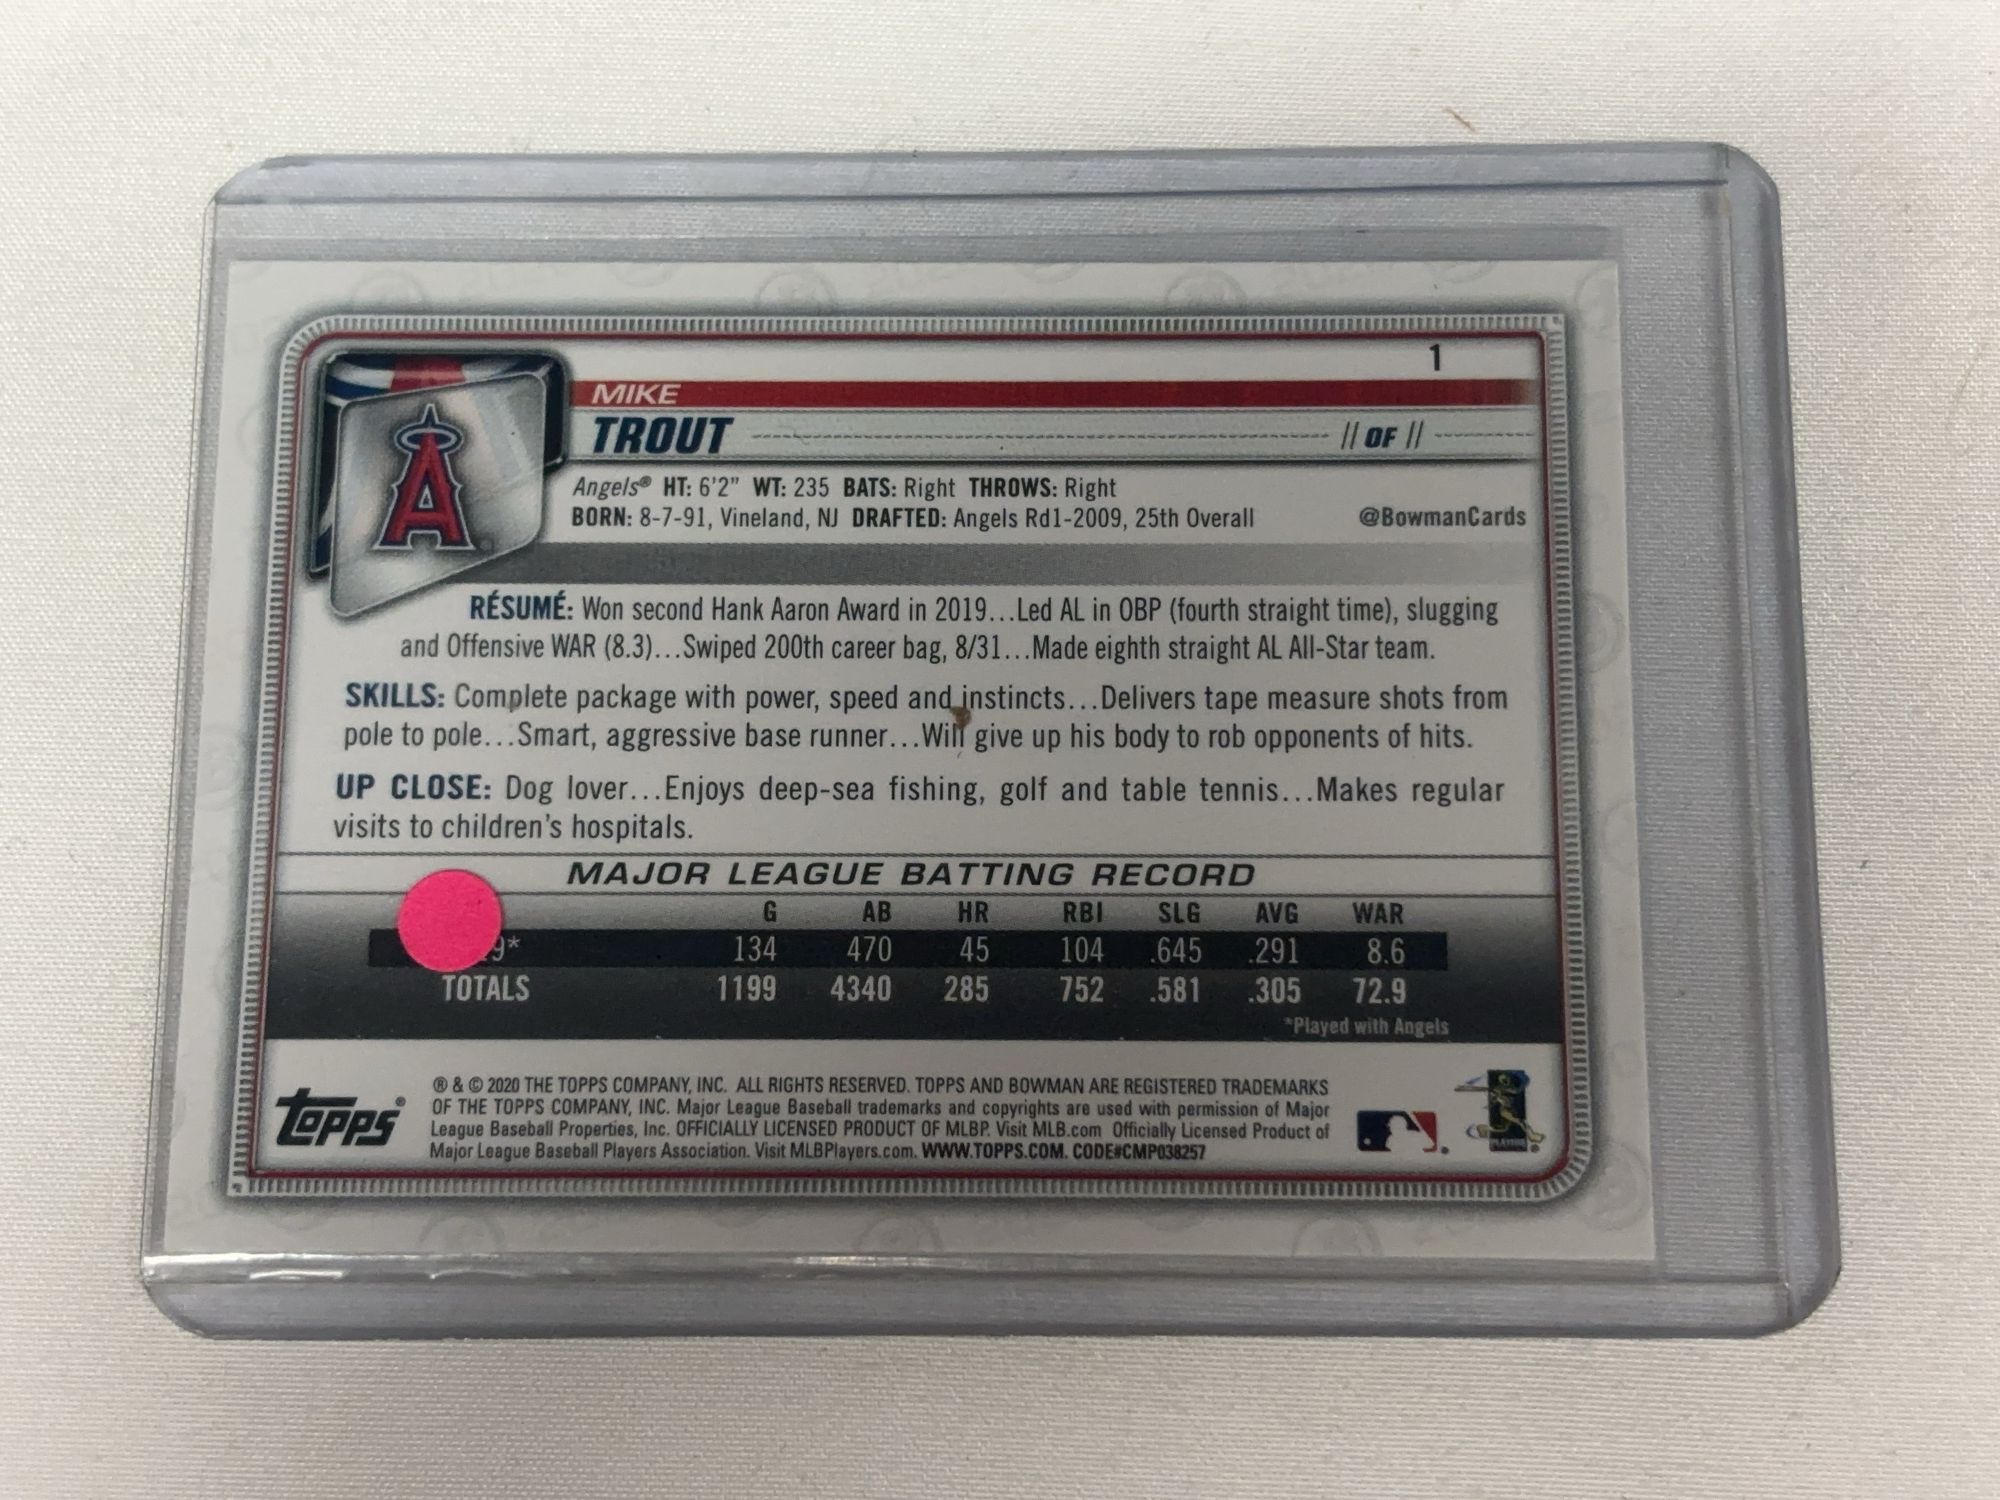 1
MIKE
TROUT // OF //
Angels® HT: 6'2" WT: 235 BATS: Right THROWS: Right
BORN: 8-7-91, Vineland, NJ DRAFTED: Angels Rd1-2009, 25th Overall @BowmanCards
A
RÉSUMÉ: Won second Hank Aaron Award in 2019...Led AL in OBP (fourth straight time), slugging
and Offensive WAR (8.3)...Swiped 200th career bag, 8/31...Made eighth straight AL All-Star team.
SKILLS: Complete package with power, speed and instincts...Delivers tape measure shots from
pole to pole...Smart, aggressive base runner...Will give up his body to rob opponents of hits.
UP CLOSE: Dog lover...Enjoys deep-sea fishing, golf and table tennis...Makes regular
visits to children's hospitals.
MAJOR LEAGUE BATTING RECORD
G AB HR RBI SLG AVG WAR
9* 134 470 45 104 .645 .291 8.6
TOTALS 1199 4340 285 752 .581 .305 72.9
*Played with Angels
topps®
® & © 2020 THE TOPPS COMPANY, INC. ALL RIGHTS RESERVED. TOPPS AND BOWMAN ARE REGISTERED TRADEMARKS
OF THE TOPPS COMPANY, INC. Major League Baseball trademarks and copyrights are used with permission of Major
League Baseball Properties, Inc. OFFICIALLY LICENSED PRODUCT OF MLBP. Visit MLB.com Officially Licensed Product of
Major League Baseball Players Association. Visit MLBPlayers.com. WWW.TOPPS.COM. CODE#CMP038257
PLAYERS